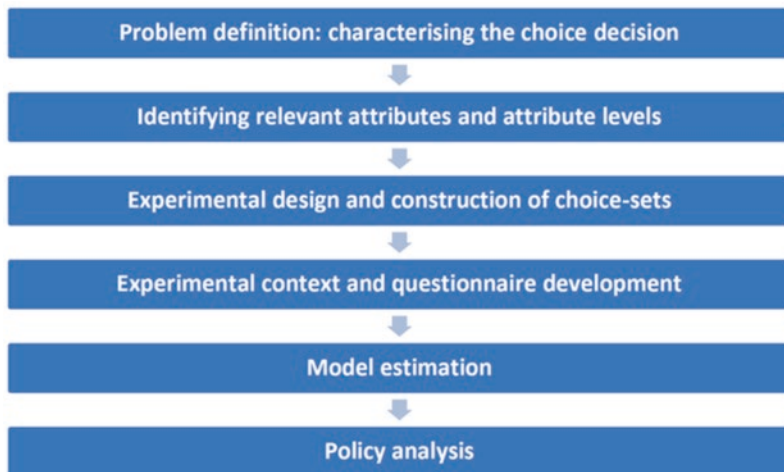 Problem definition: characterising the choice decision
Identifying relevant attributes and attribute levels
Experimental design and construction of choice-sets
Experimental context and questionnaire development
Model estimation
Policy analysis